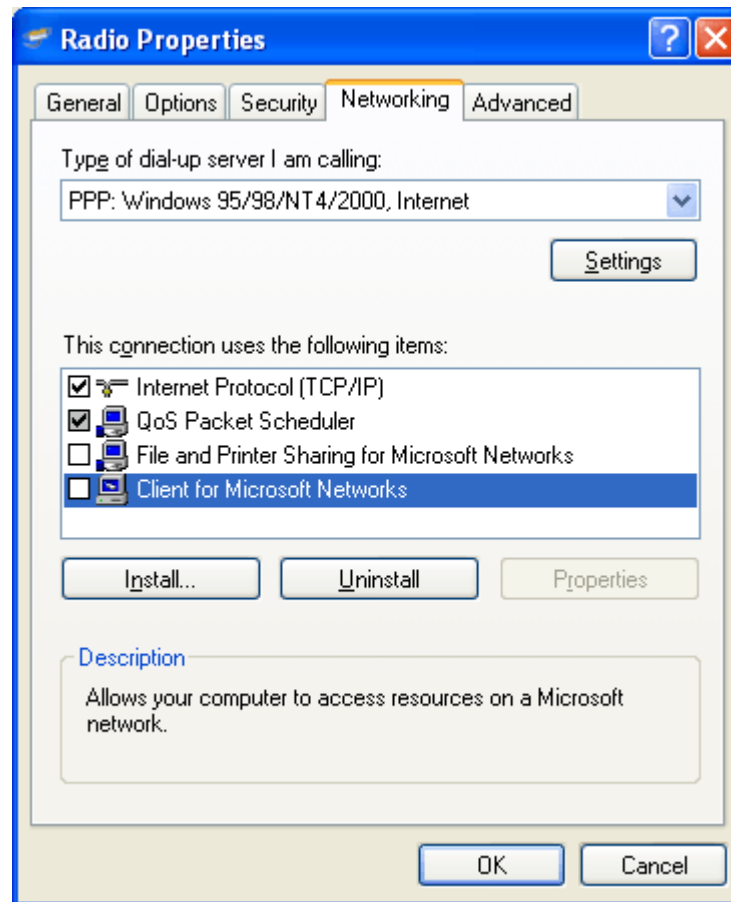 Radio Properties
General Options Security Networking Advanced
Type of dial-up server I am calling:
PPP: Windows 95/98/NT4/2000, Internet
Settings
This connection uses the following items:
Internet Protocol (TCP/IP)
QoS Packet Scheduler
File and Printer Sharing for Microsoft Networks
Client for Microsoft Networks
Install... Uninstall Properties
Description
Allows your computer to access resources on a Microsoft
network.
OK Cancel